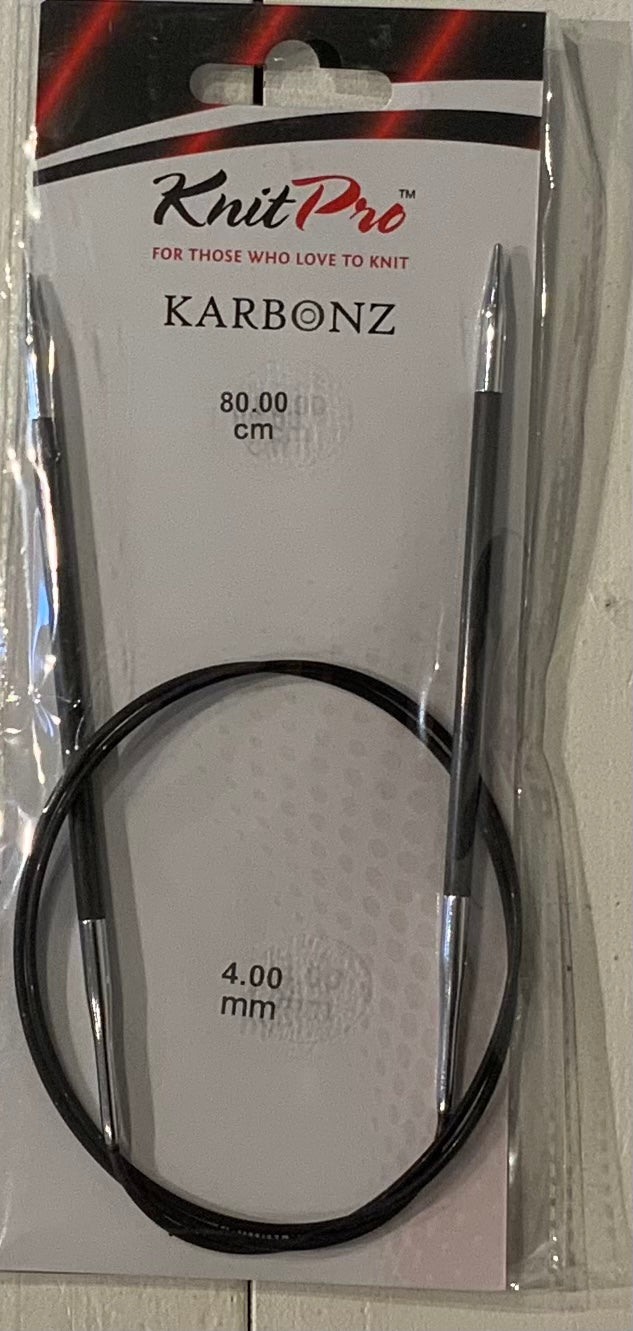 KnitPro™
FOR THOSE WHO LOVE TO KNIT
KARBONZ
80.00
cm
4.00
mm